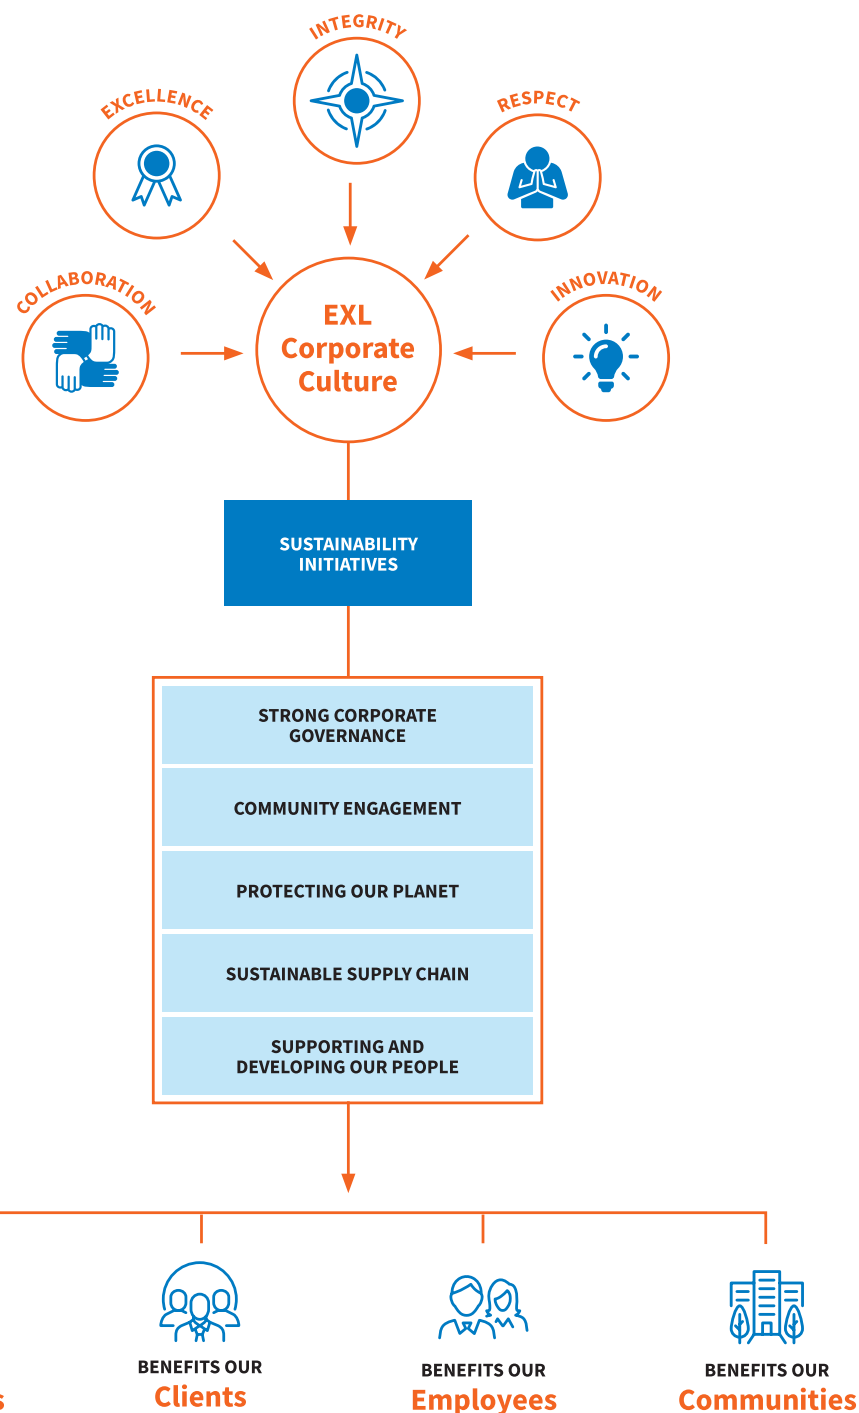 INTEGRITY
EXCELLENCE
RESPECT
COLLABORATION
INNOVATION
EXL
Corporate
Culture
SUSTAINABILITY
INITIATIVES
STRONG CORPORATE
GOVERNANCE
COMMUNITY ENGAGEMENT
PROTECTING OUR PLANET
SUSTAINABLE SUPPLY CHAIN
SUPPORTING AND
DEVELOPING OUR PEOPLE
BENEFITS OUR
Clients
BENEFITS OUR
Employees
BENEFITS OUR
Communities